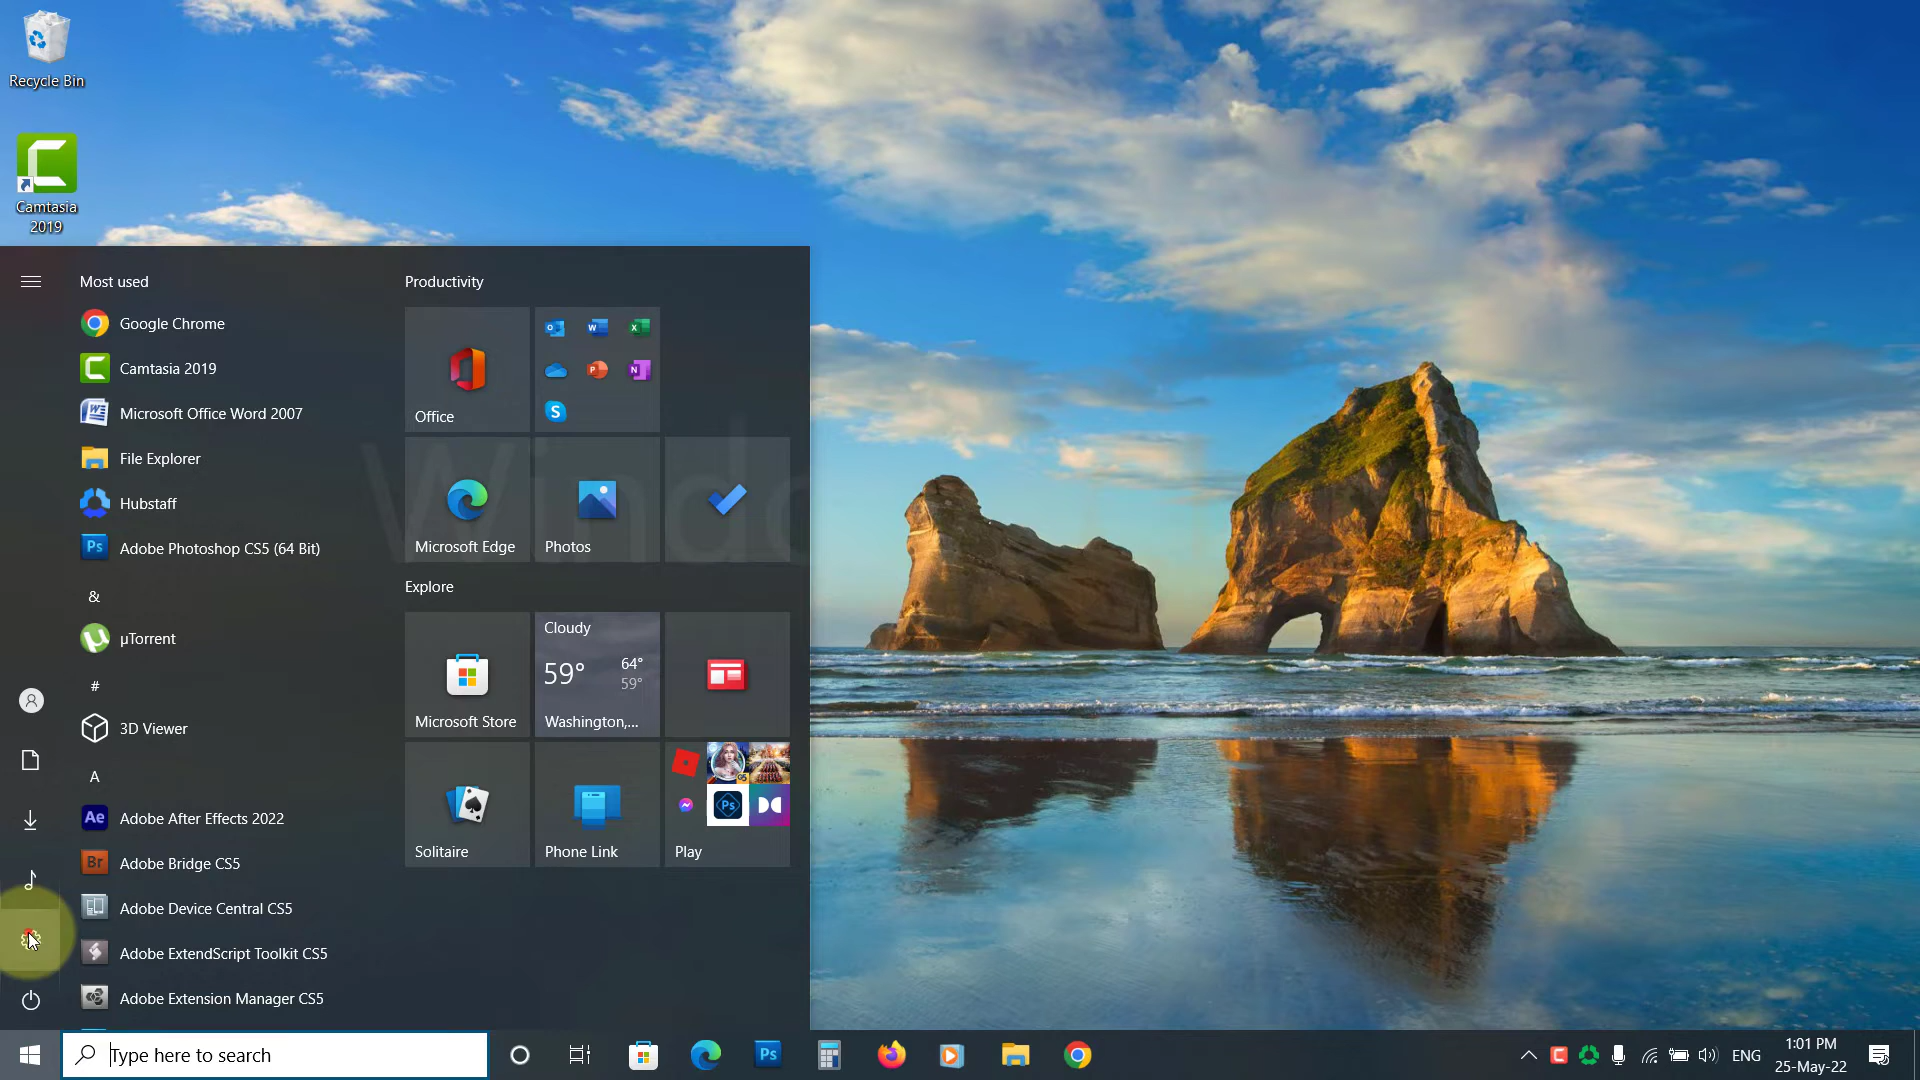 Recycle Bin
Camtasia
2019
Most used
Google Chrome
Camtasia 2019
Microsoft Office Word 2007
File Explorer
Hubstaff
Adobe Photoshop CS5 (64 Bit)
&
µTorrent
#
3D Viewer
A
Adobe After Effects 2022
Adobe Bridge CS5
Adobe Device Central CS5
Adobe ExtendScript Toolkit CS5
Adobe Extension Manager CS5
Productivity
Office
Microsoft Edge
Photos
Explore
Microsoft Store
Cloudy
59° 64°
59°
Washington,...
Solitaire
Phone Link
Play
Type here to search
ENG
1:01 PM
25-May-22